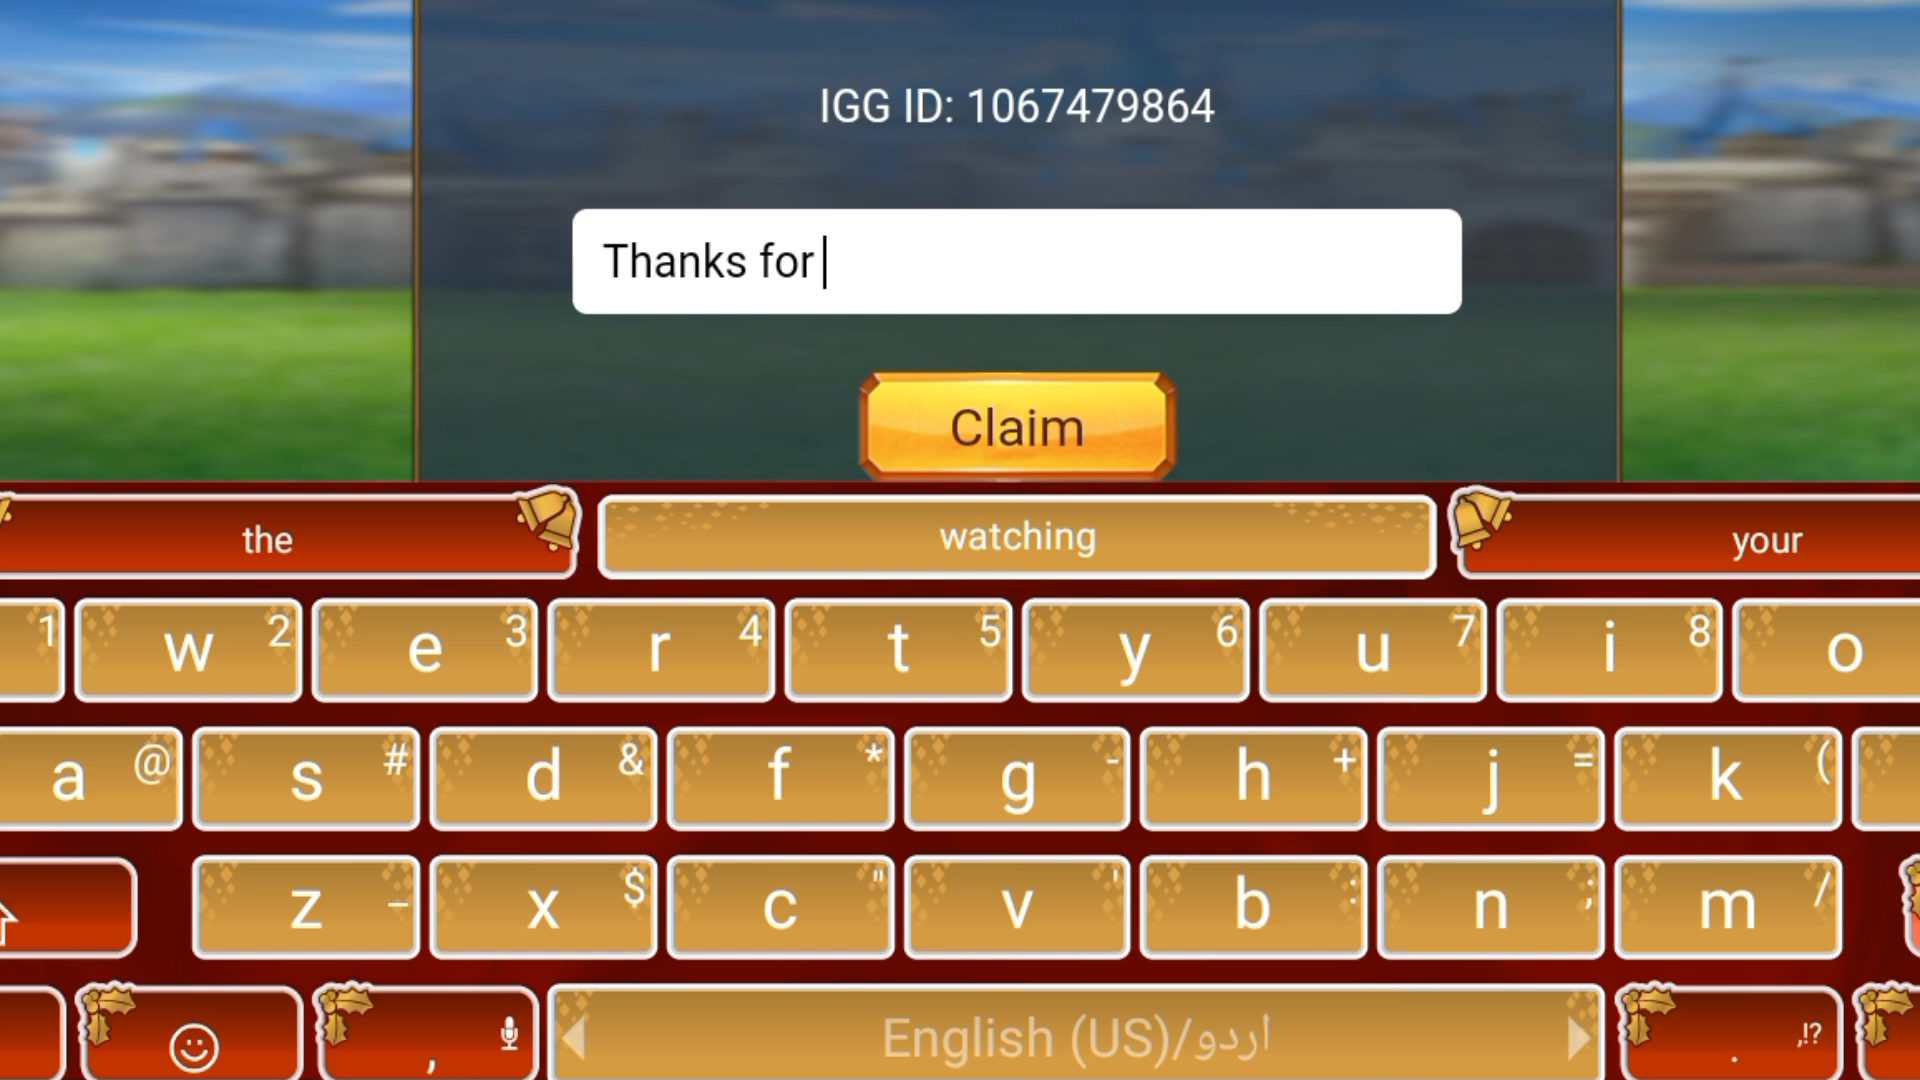 IGG ID: 1067479864
Thanks for
Claim
the watching your
1 w 2 e 3 r 4 t 5 y 6 u 7 i 8 o
a @ s # d & f * g - h + j = k (
z _ x $ c " v ' b : n ; m /
, English (US)/اردو . ,!?